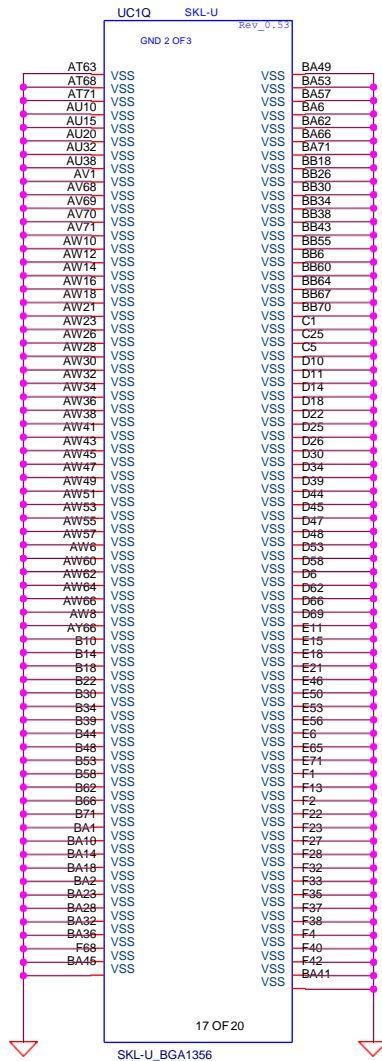 UC1Q SKL-U
Rev_0.53
GND 2 OF3
AT63 VSS VSS BA49
AT68 VSS VSS BA53
AT71 VSS VSS BA57
AU10 VSS VSS BA6
AU15 VSS VSS BA62
AU20 VSS VSS BA66
AU32 VSS VSS BA71
AU38 VSS VSS BB18
AV1 VSS VSS BB26
AV68 VSS VSS BB30
AV69 VSS VSS BB34
AV70 VSS VSS BB38
AV71 VSS VSS BB43
AW10 VSS VSS BB55
AW12 VSS VSS BB6
AW14 VSS VSS BB60
AW16 VSS VSS BB64
AW18 VSS VSS BB67
AW21 VSS VSS BB70
AW23 VSS VSS C1
AW26 VSS VSS C25
AW28 VSS VSS C5
AW30 VSS VSS D10
AW32 VSS VSS D11
AW34 VSS VSS D14
AW36 VSS VSS D18
AW38 VSS VSS D22
AW41 VSS VSS D25
AW43 VSS VSS D26
AW45 VSS VSS D30
AW47 VSS VSS D34
AW49 VSS VSS D39
AW51 VSS VSS D44
AW53 VSS VSS D45
AW55 VSS VSS D47
AW57 VSS VSS D48
AW6 VSS VSS D53
AW60 VSS VSS D58
AW62 VSS VSS D6
AW64 VSS VSS D62
AW66 VSS VSS D66
AW8 VSS VSS D69
AY66 VSS VSS E11
B10 VSS VSS E15
B14 VSS VSS E18
B18 VSS VSS E21
B22 VSS VSS E46
B30 VSS VSS E50
B34 VSS VSS E53
B39 VSS VSS E56
B44 VSS VSS E6
B48 VSS VSS E65
B53 VSS VSS E71
B58 VSS VSS F1
B62 VSS VSS F13
B66 VSS VSS F2
B71 VSS VSS F22
BA1 VSS VSS F23
BA10 VSS VSS F27
BA14 VSS VSS F28
BA18 VSS VSS F32
BA2 VSS VSS F33
BA23 VSS VSS F35
BA28 VSS VSS F37
BA32 VSS VSS F38
BA36 VSS VSS F4
F68 VSS VSS F40
BA45 VSS VSS F42
VSS BA41
17 OF 20
SKL-U_BGA1356